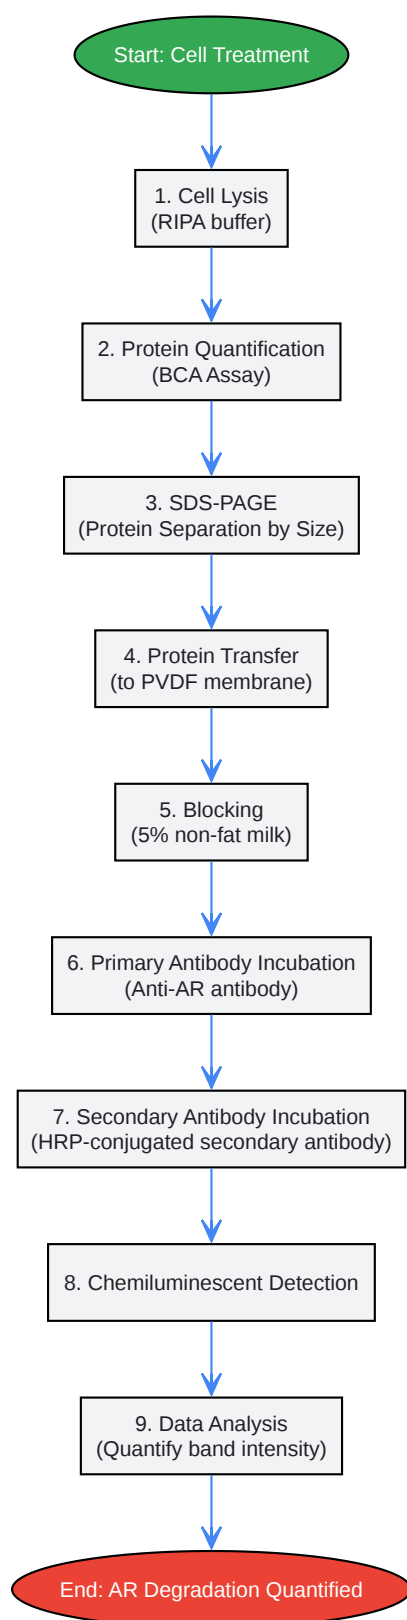 Start: Cell Treatment
1. Cell Lysis
(RIPA buffer)
2. Protein Quantification
(BCA Assay)
3. SDS-PAGE
(Protein Separation by Size)
4. Protein Transfer
(to PVDF membrane)
5. Blocking
(5% non-fat milk)
6. Primary Antibody Incubation
(Anti-AR antibody)
7. Secondary Antibody Incubation
(HRP-conjugated secondary antibody)
8. Chemiluminescent Detection
9. Data Analysis
(Quantify band intensity)
End: AR Degradation Quantified